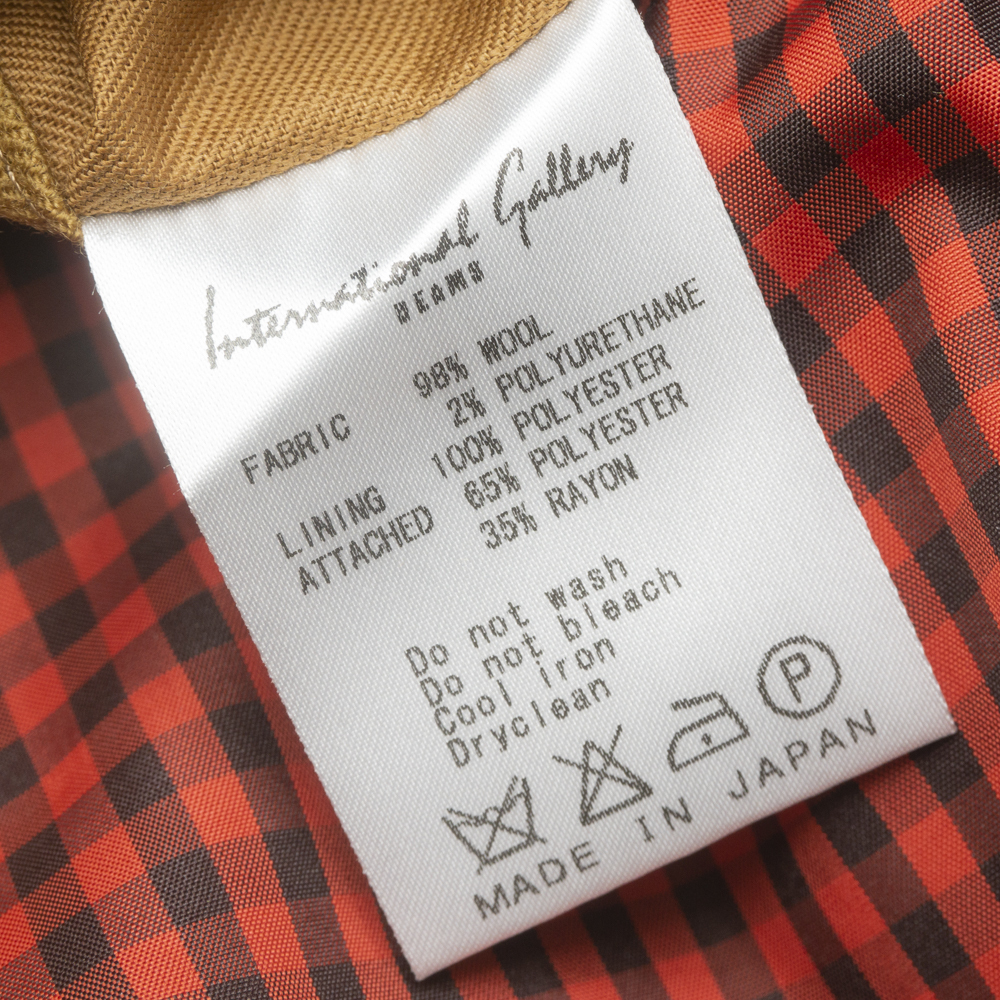 International Gallery
BEAMS
98% WOOL
FABRIC 2% POLYURETHANE
LINING 100% POLYESTER
ATTACHED 65% POLYESTER
35% RAYON
Do not wash
Do not bleach
Cool iron
Dryclean
P
MADE IN JAPAN